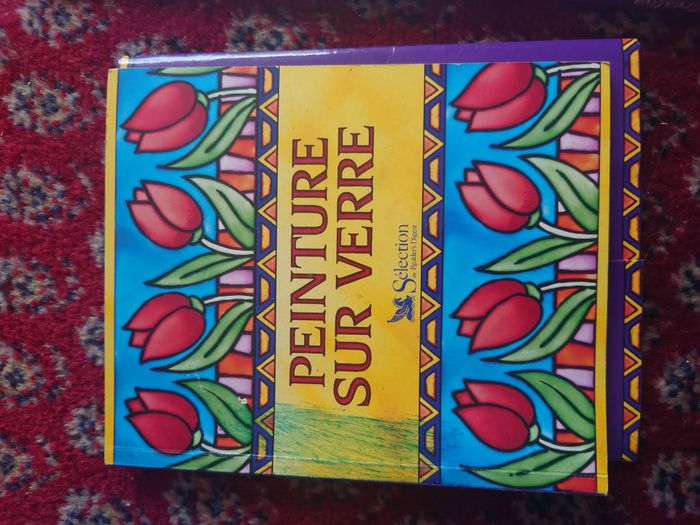 PEINTURE
SUR VERRE
Sélection
du Reader's Digest